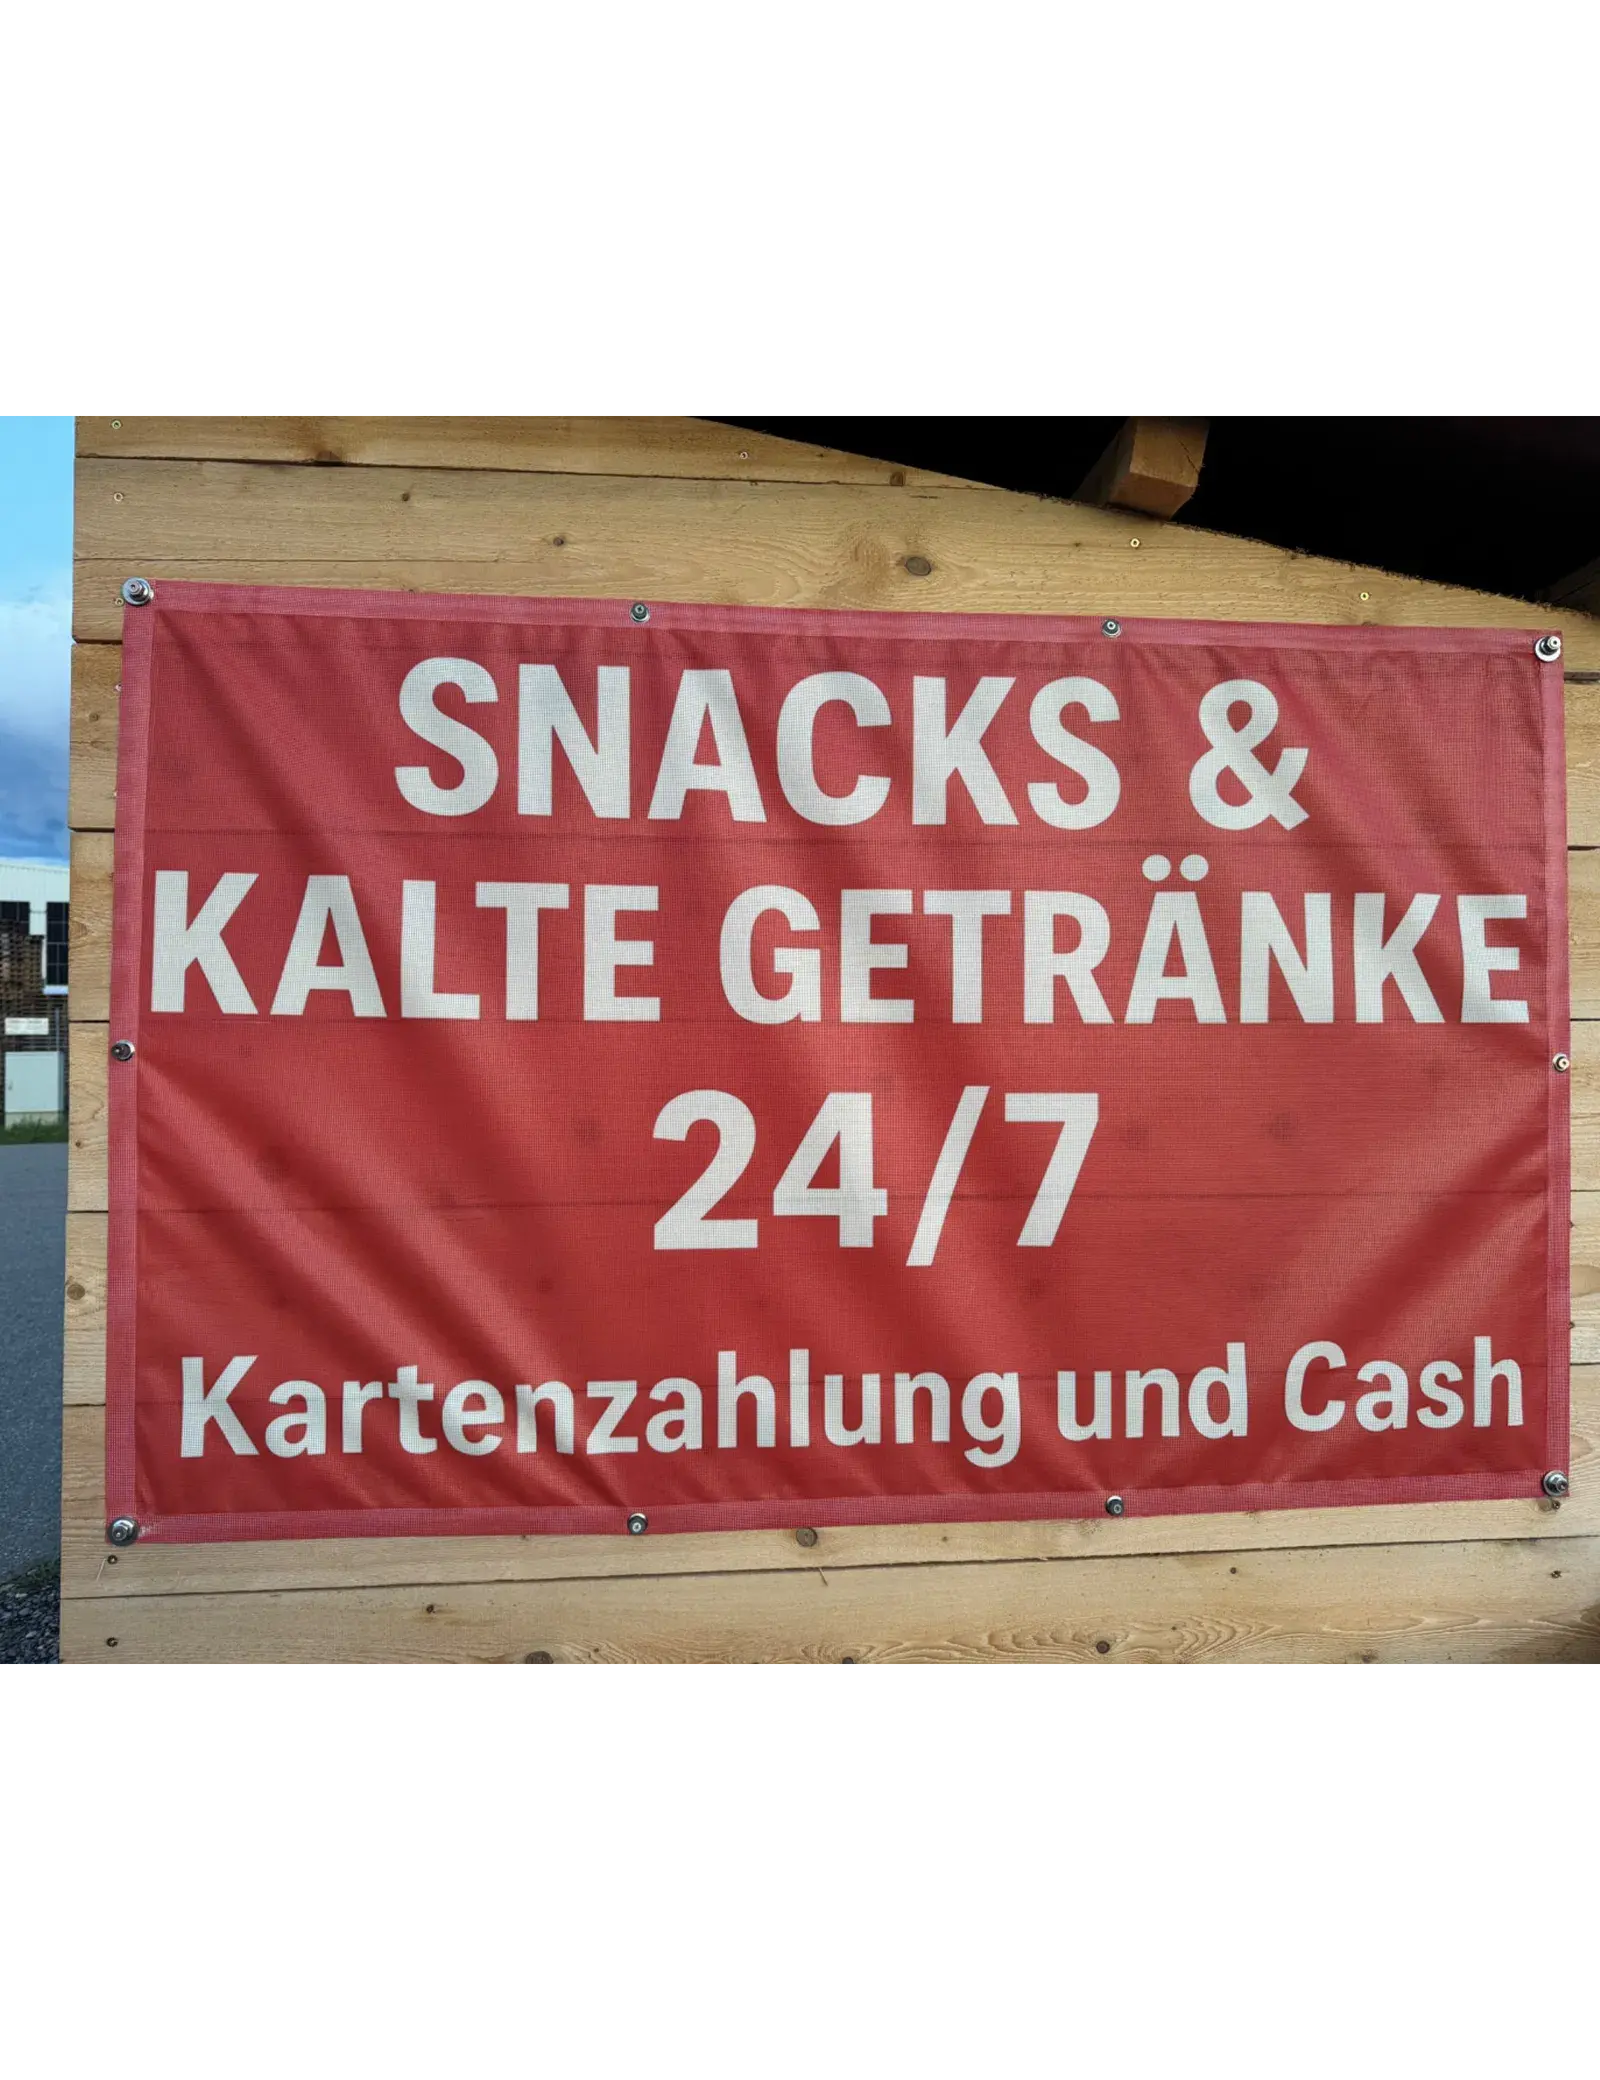 SNACKS &
KALTE GETRÄNKE
24/7
Kartenzahlung und Cash